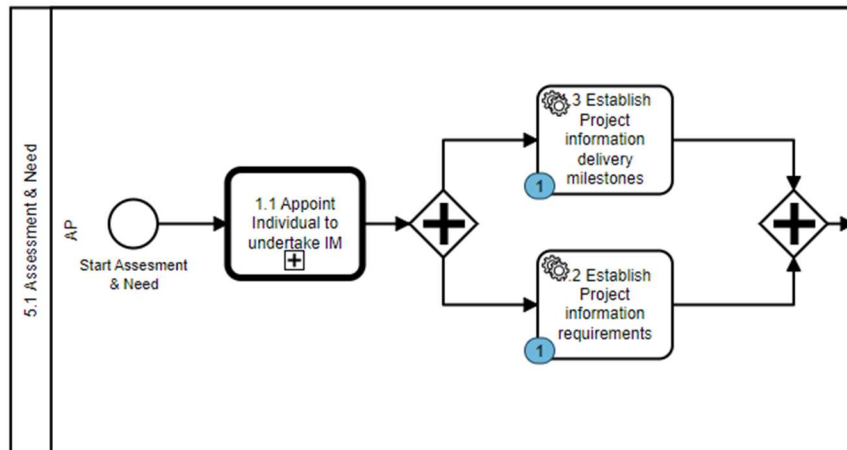 5.1 Assessment & Need
AP
Start Assesment
& Need
1.1 Appoint
Individual to
undertake IM
.3 Establish
Project
information
delivery
milestones
1
.2 Establish
Project
information
requirements
1